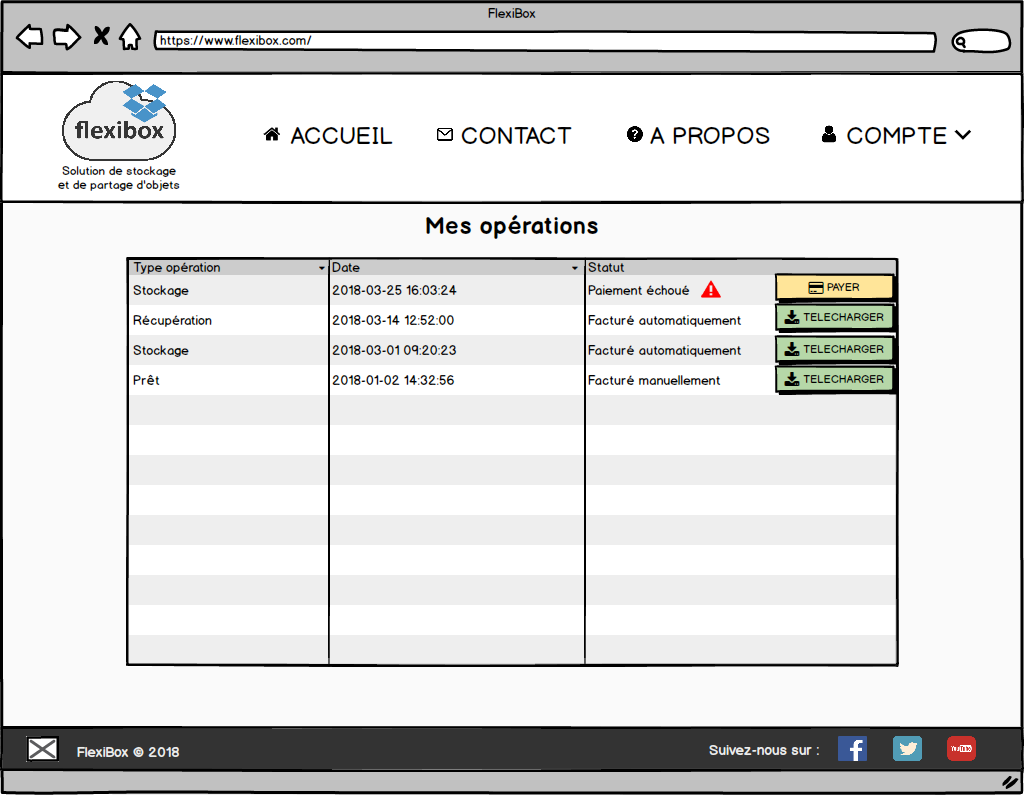 FlexiBox
https://www.flexibox.com/
flexibox
Solution de stockage
et de partage d'objets
ACCUEIL
CONTACT
A PROPOS
COMPTE
Mes opérations
Type opération Date Statut
Stockage 2018-03-25 16:03:24 Paiement échoué PAYER
Récupération 2018-03-14 12:52:00 Facturé automatiquement TELECHARGER
Stockage 2018-03-01 09:20:23 Facturé automatiquement TELECHARGER
Prêt 2018-01-02 14:32:56 Facturé manuellement TELECHARGER
FlexiBox © 2018
Suivez-nous sur :
YouTube